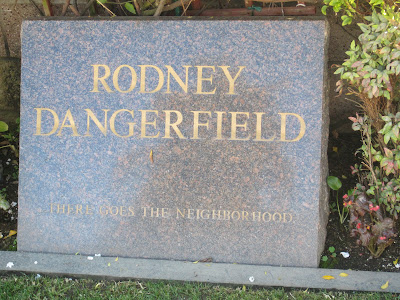 RODNEY
DANGERFIELD
THERE GOES THE NEIGHBORHOOD